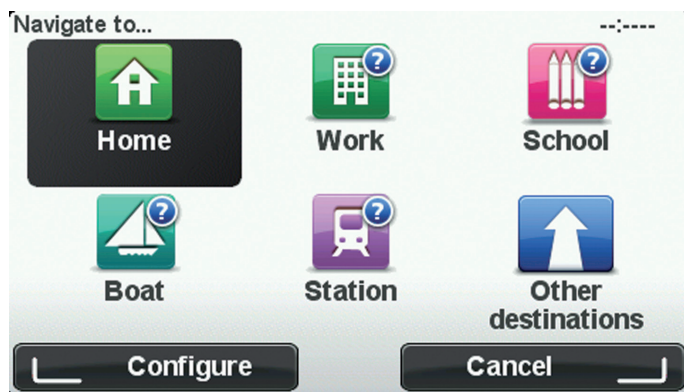 Navigate to...
--:----
Home
?
Work
?
School
?
Boat
?
Station
Other
destinations
Configure
Cancel